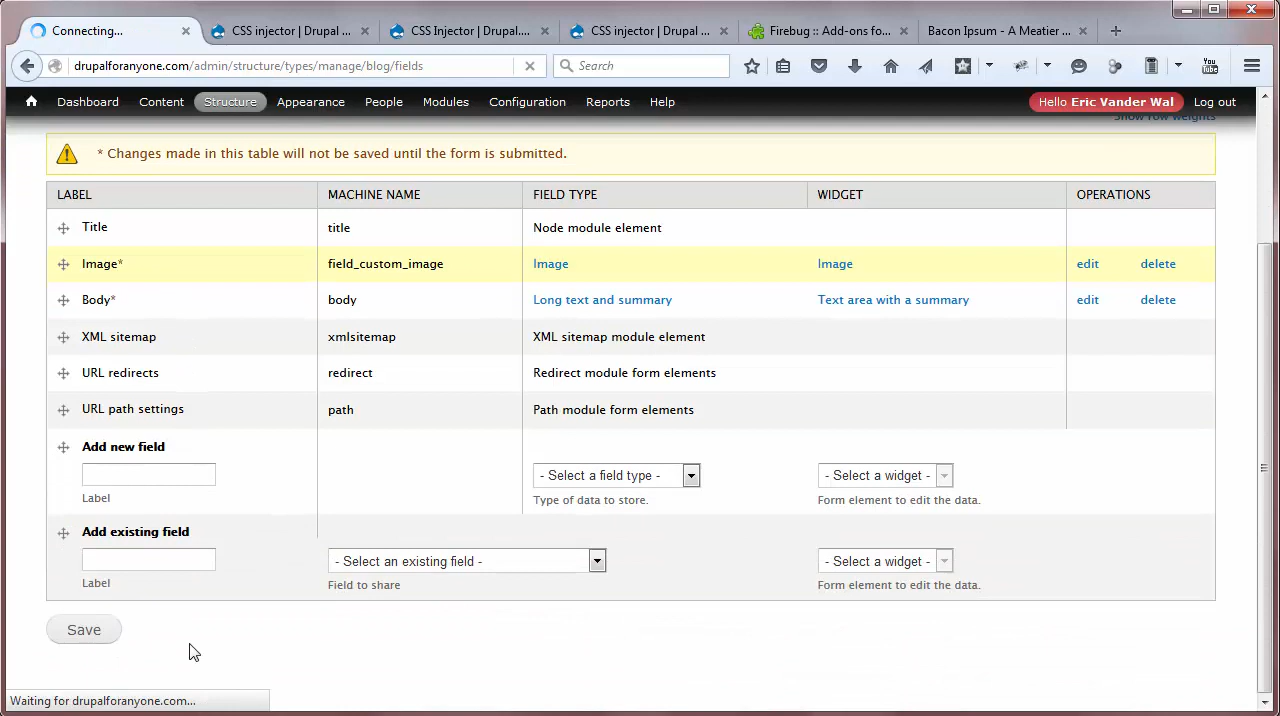 Connecting...
CSS injector | Drupal ...
CSS Injector | Drupal....
CSS injector | Drupal ...
Firebug :: Add-ons fo...
Bacon Ipsum - A Meatier ...
drupalforanyone.com/admin/structure/types/manage/blog/fields
Search
You Tube
Dashboard Content Structure Appearance People Modules Configuration Reports Help
Hello Eric Vander Wal Log out
Show row weights
* Changes made in this table will not be saved until the form is submitted.
LABEL MACHINE NAME FIELD TYPE WIDGET OPERATIONS
Title title Node module element
Image* field_custom_image Image Image edit delete
Body* body Long text and summary Text area with a summary edit delete
XML sitemap xmlsitemap XML sitemap module element
URL redirects redirect Redirect module form elements
URL path settings path Path module form elements
Add new field
- Select a field type - - Select a widget -
Label Type of data to store. Form element to edit the data.
Add existing field
- Select an existing field - - Select a widget -
Label Field to share Form element to edit the data.
Save
Waiting for drupalforanyone.com...